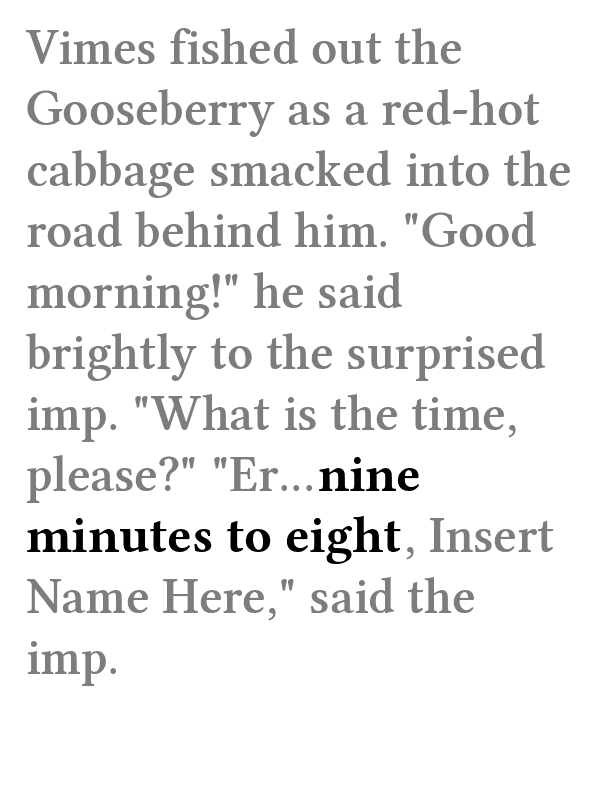 Vimes fished out the
Gooseberry as a red-hot
cabbage smacked into the
road behind him. "Good
morning!" he said
brightly to the surprised
imp. "What is the time,
please?" "Er...nine
minutes to eight, Insert
Name Here," said the
imp.